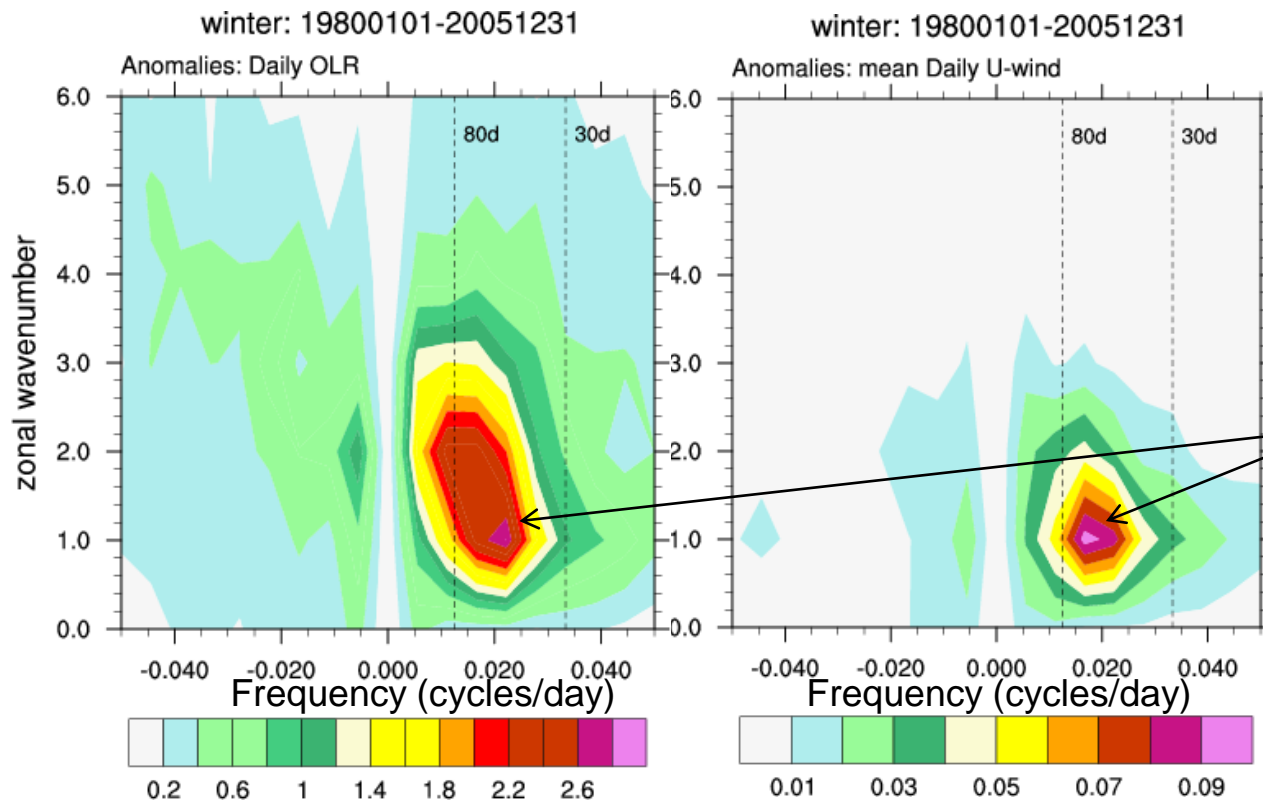 winter: 19800101-20051231
Anomalies: Daily OLR
6.0
5.0
4.0
3.0
2.0
1.0
0.0
zonal wavenumber
80d
30d
-0.040 -0.020 0.000 0.020 0.040
Frequency (cycles/day)
0.2 0.6 1 1.4 1.8 2.2 2.6
winter: 19800101-20051231
Anomalies: mean Daily U-wind
6.0
5.0
4.0
3.0
2.0
1.0
0.0
80d
30d
-0.040 -0.020 0.000 0.020 0.040
Frequency (cycles/day)
0.01 0.03 0.05 0.07 0.09